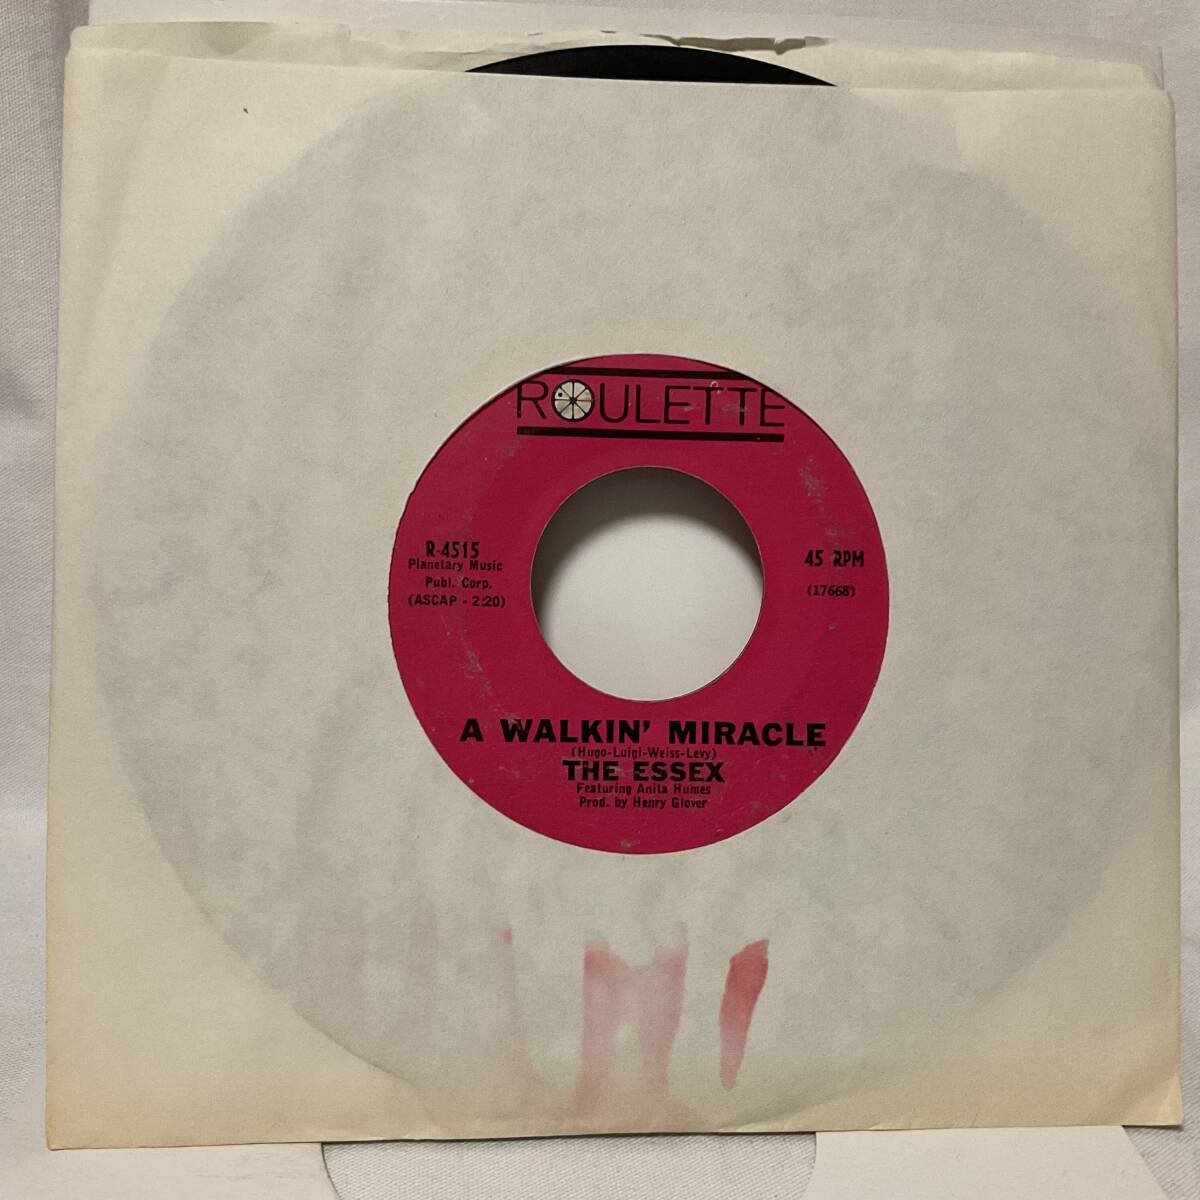 ROULETTE
R-4515
Planetary Music
Publ. Corp.
(ASCAP - 2:20)
45 RPM
(17668)
A WALKIN' MIRACLE
(Hugo-Luigi-Weiss-Levy)
THE ESSEX
Featuring Anita Humes
Prod. by Henry Glover